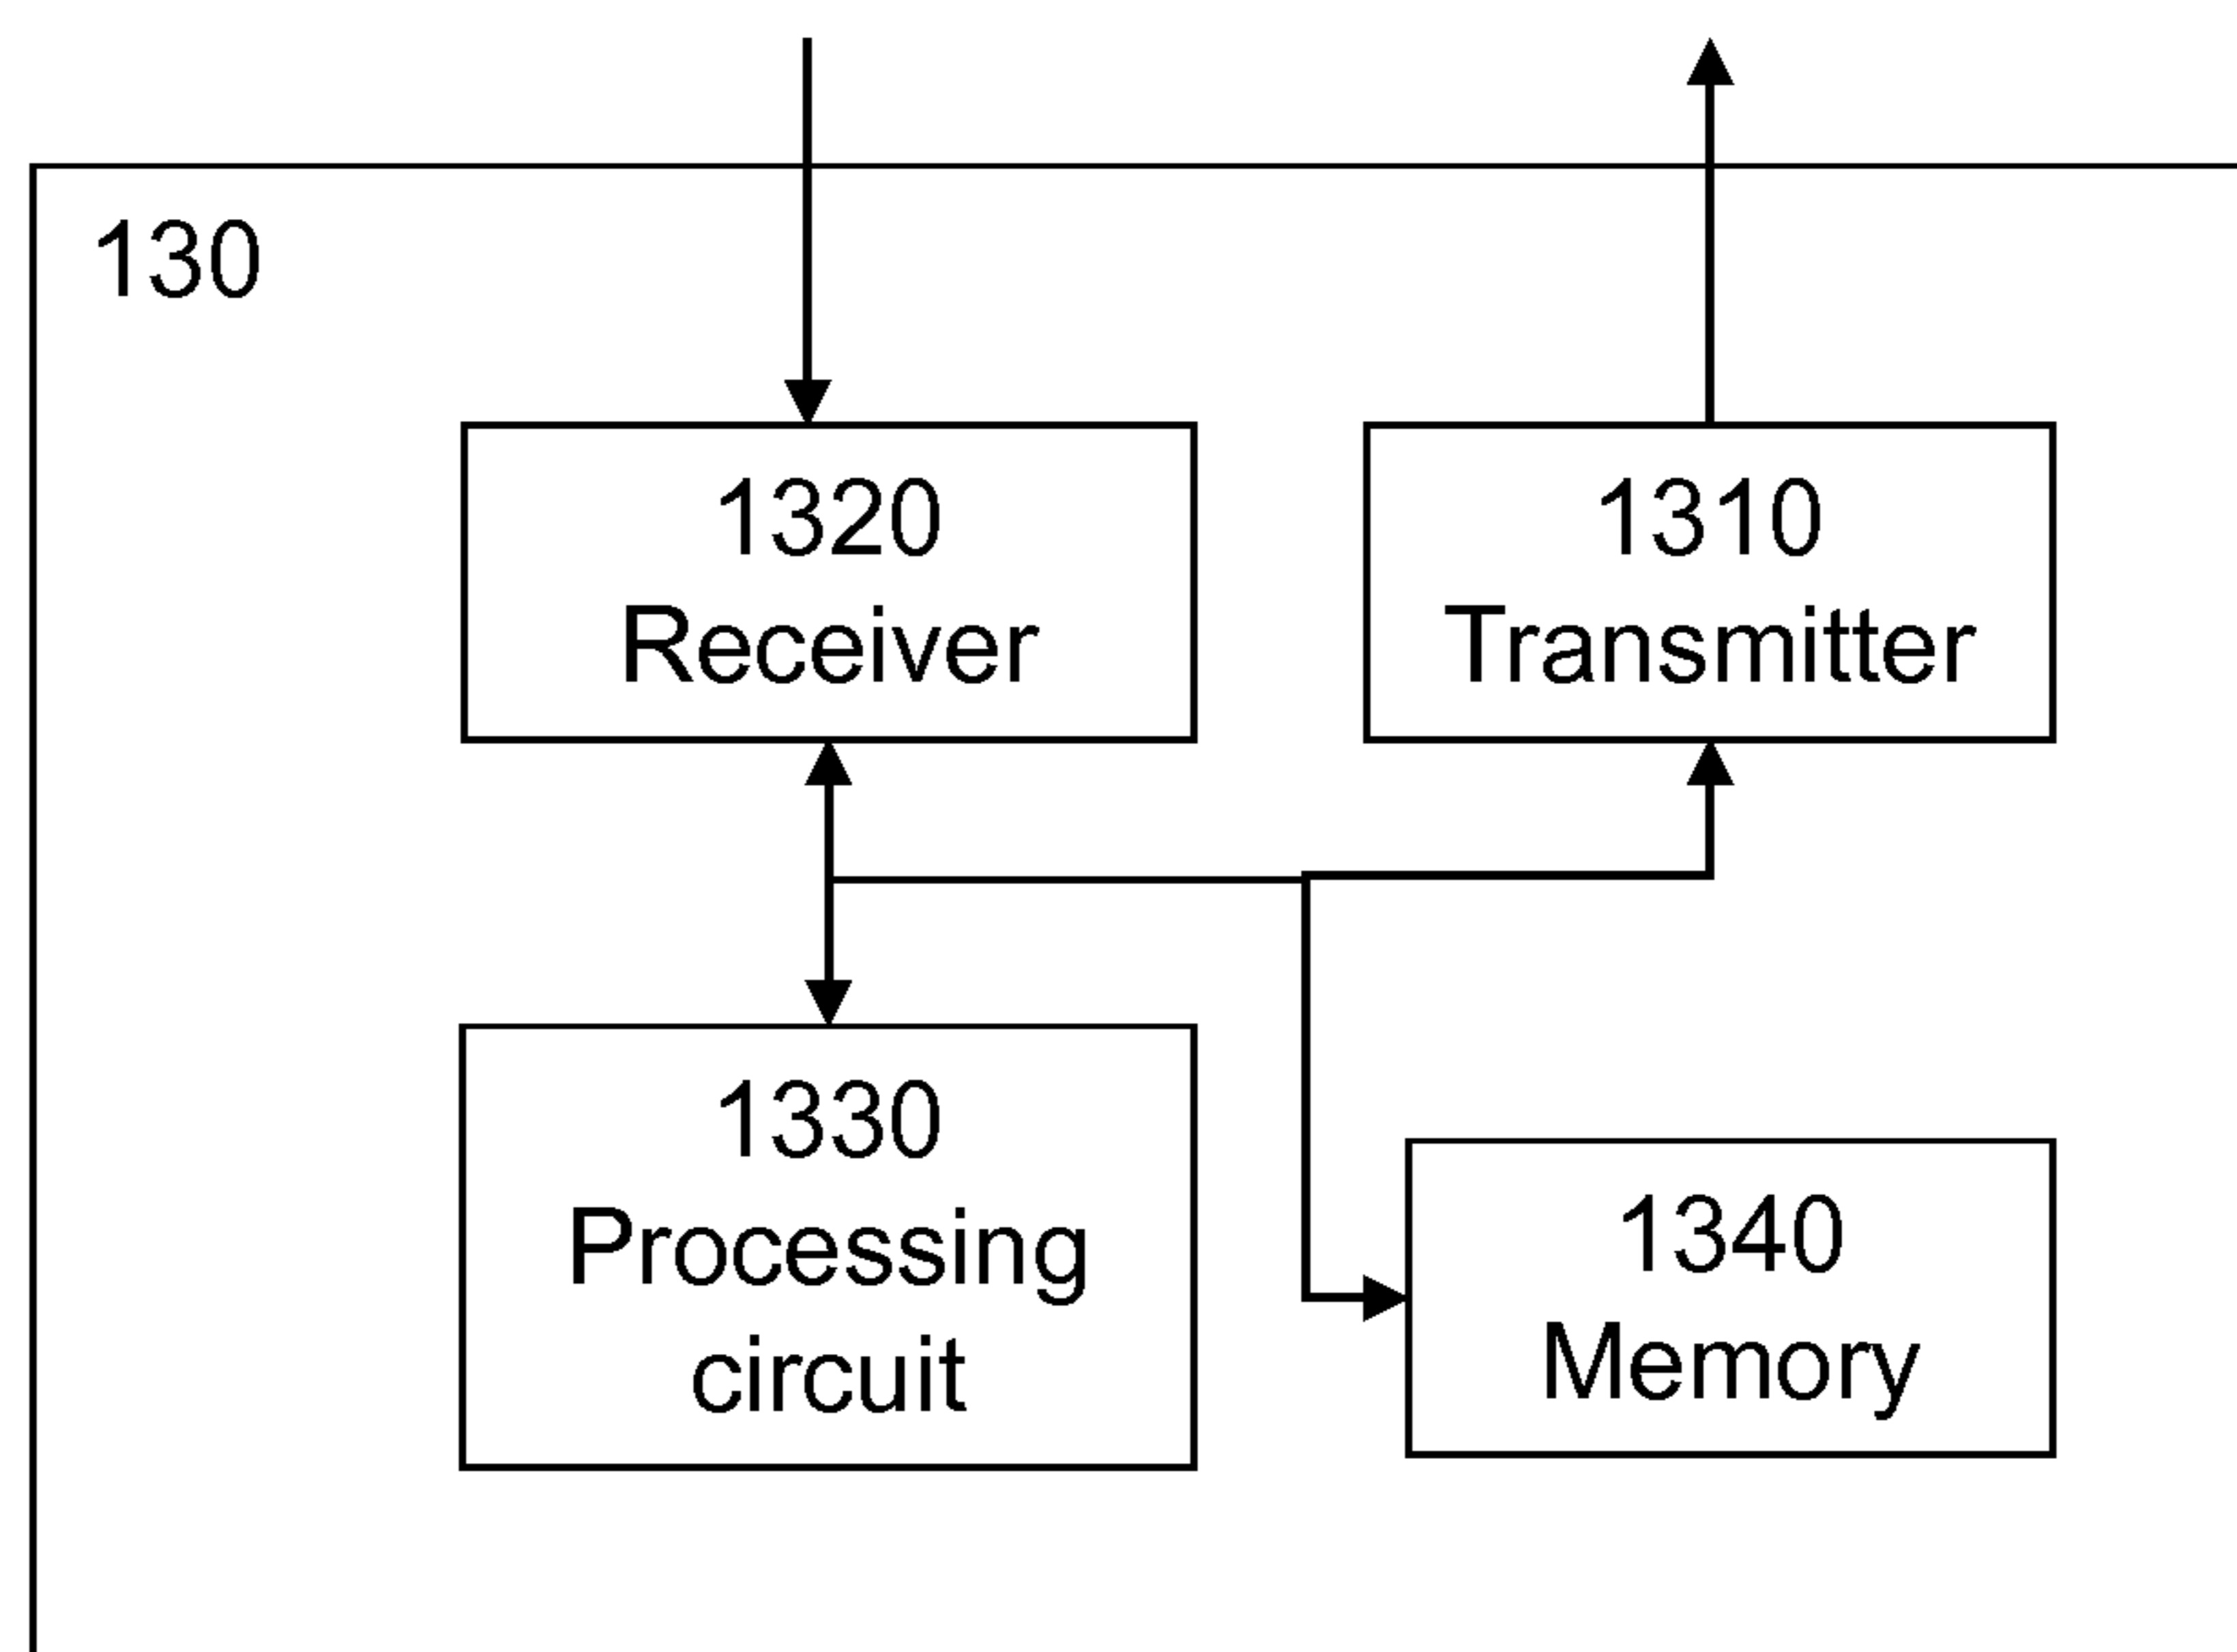 130
1320
Receiver
1310
Transmitter
1330
Processing
circuit
1340
Memory